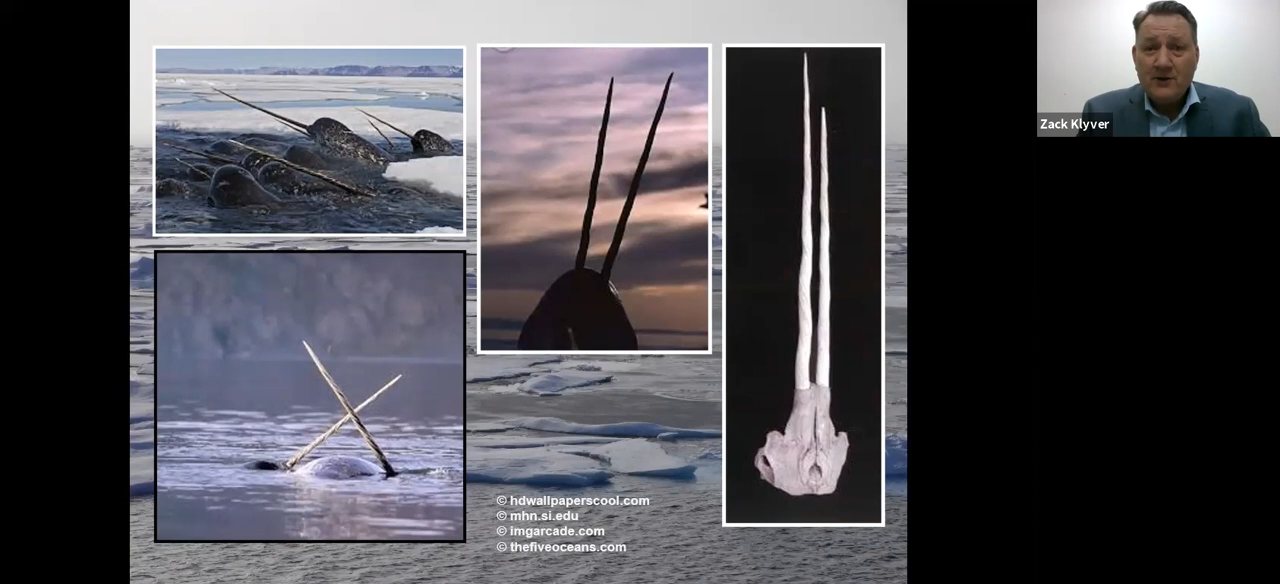 Zack Klyver
© hdwallpaperscool.com
© mhn.si.edu
© imgarcade.com
© thefiveoceans.com